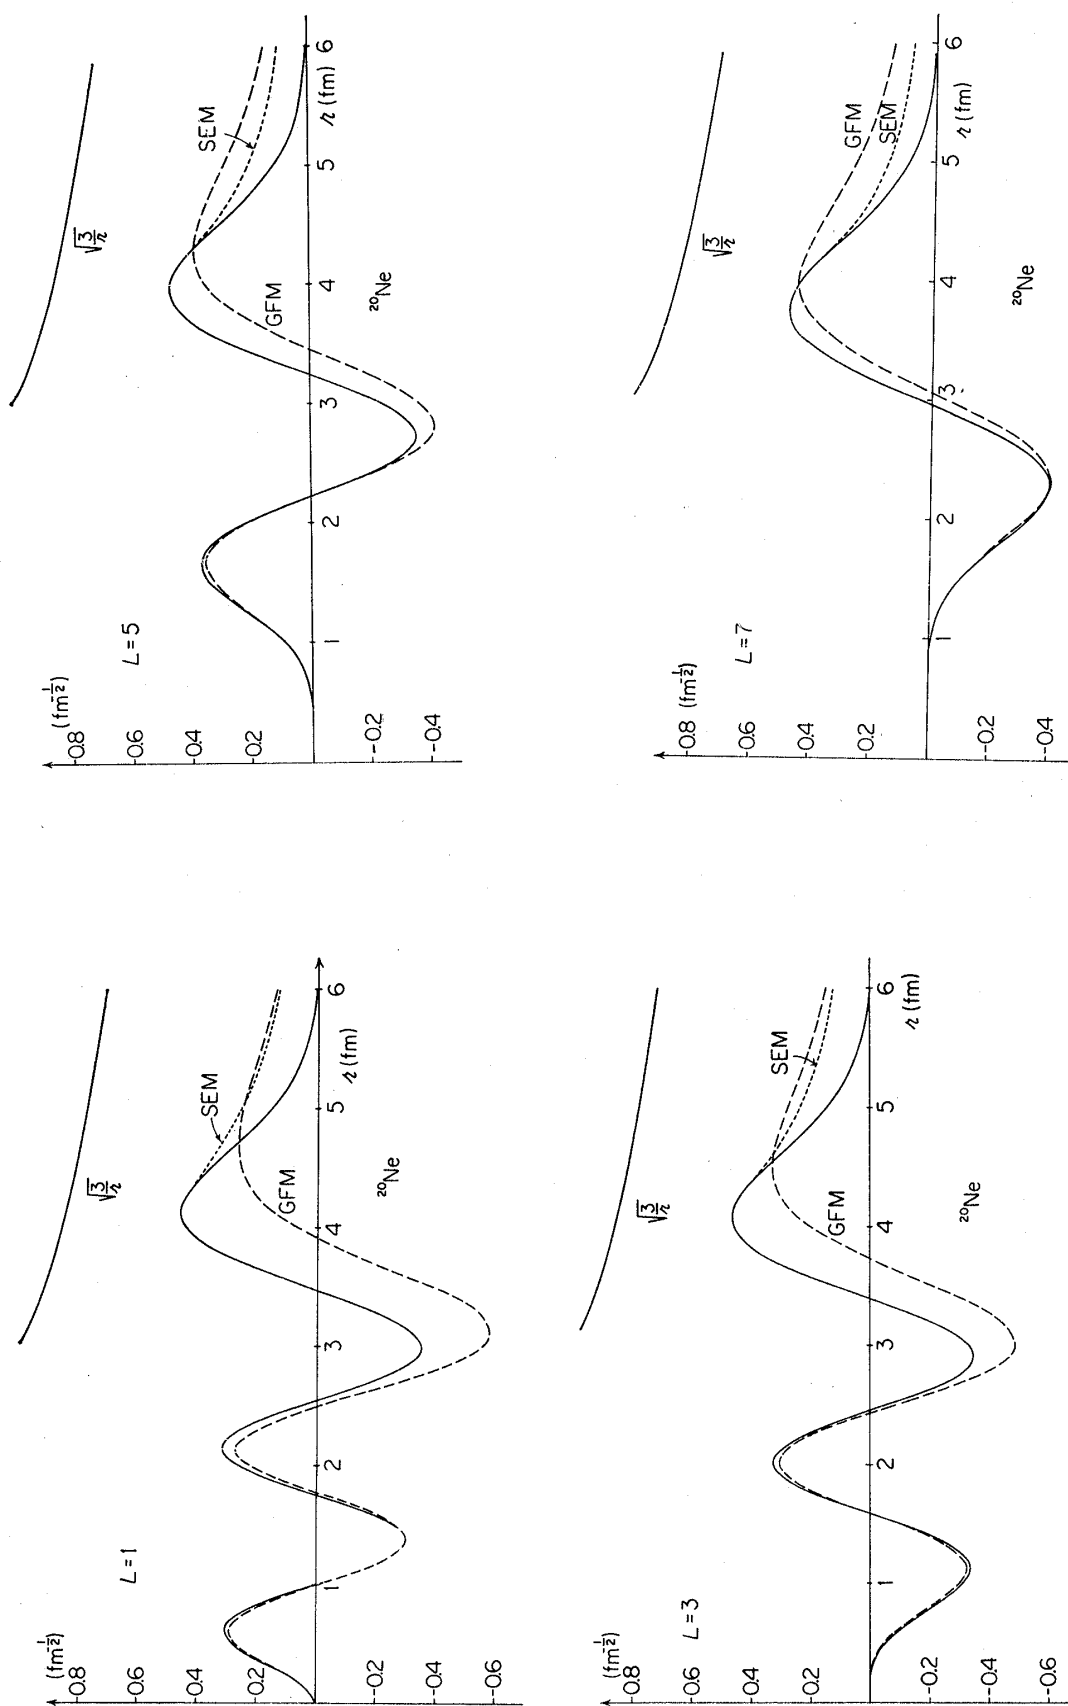 (fm^-1/2)
0.8
0.6
0.4
0.2
-0.2
-0.4
-0.6
L=1
√3/r
SEM
GFM
²⁰Ne
1 2 3 4 5 6
r (fm)
(fm^-1/2)
0.8
0.6
0.4
0.2
-0.2
-0.4
-0.6
L=3
√3/r
SEM
GFM
²⁰Ne
1 2 3 4 5 6
r (fm)
(fm^-1/2)
0.8
0.6
0.4
0.2
-0.2
-0.4
L=5
√3/r
SEM
GFM
²⁰Ne
1 2 3 4 5 6
r (fm)
(fm^-1/2)
0.8
0.6
0.4
0.2
-0.2
-0.4
L=7
√3/r
GFM
SEM
²⁰Ne
1 2 3 4 5 6
r (fm)